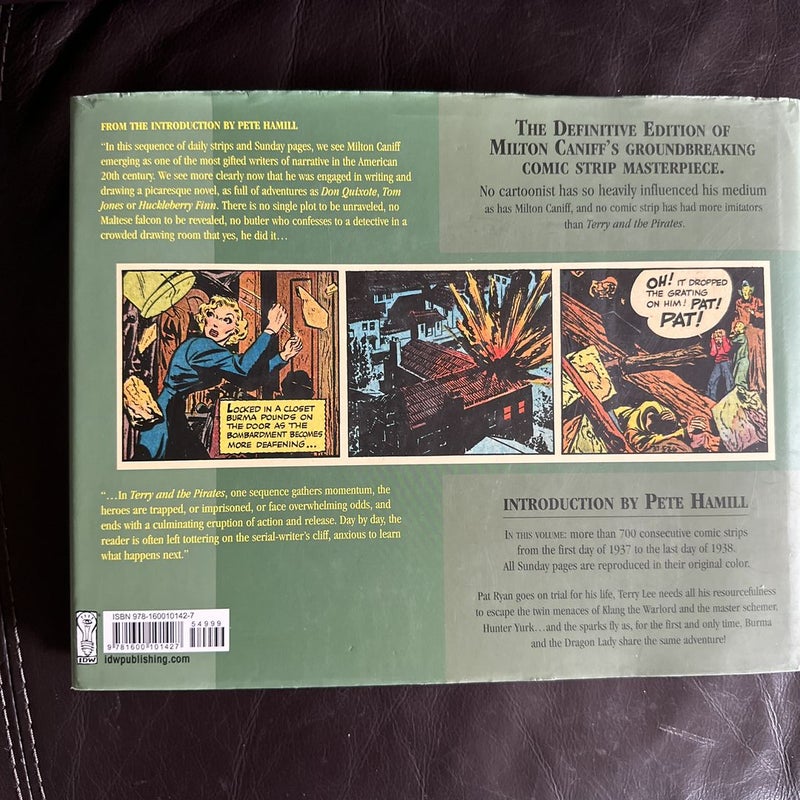 FROM THE INTRODUCTION BY PETE HAMILL
"In this sequence of daily strips and Sunday pages, we see Milton Caniff
emerging as one of the most gifted writers of narrative in the American
20th century. We see more clearly now that he was engaged in writing and
drawing a picaresque novel, as full of adventures as Don Quixote, Tom
Jones or Huckleberry Finn. There is no single plot to be unraveled, no
Maltese falcon to be revealed, no butler who confesses to a detective in a
crowded drawing room that yes, he did it…
THE DEFINITIVE EDITION OF
MILTON CANIFF'S GROUNDBREAKING
COMIC STRIP MASTERPIECE.
No cartoonist has so heavily influenced his medium
as has Milton Caniff, and no comic strip has had more imitators
than Terry and the Pirates.
LOCKED IN A CLOSET
BURMA POUNDS ON
THE DOOR AS THE
BOMBARDMENT BECOMES
MORE DEAFENING...
OH! IT DROPPED
THE GRATING
ON HIM! PAT!
PAT!
"…In Terry and the Pirates, one sequence gathers momentum, the
heroes are trapped, or imprisoned, or face overwhelming odds, and
ends with a culminating eruption of action and release. Day by day, the
reader is often left tottering on the serial-writer's cliff, anxious to learn
what happens next."
INTRODUCTION BY PETE HAMILL
IN THIS VOLUME: more than 700 consecutive comic strips
from the first day of 1937 to the last day of 1938.
All Sunday pages are reproduced in their original color.
Pat Ryan goes on trial for his life, Terry Lee needs all his resourcefulness
to escape the twin menaces of Klang the Warlord and the master schemer,
Hunter Yurk…and the sparks fly as, for the first and only time, Burma
and the Dragon Lady share the same adventure!
ISBN 978-160010142-7
54999
9 781600 101427
IDW
idwpublishing.com